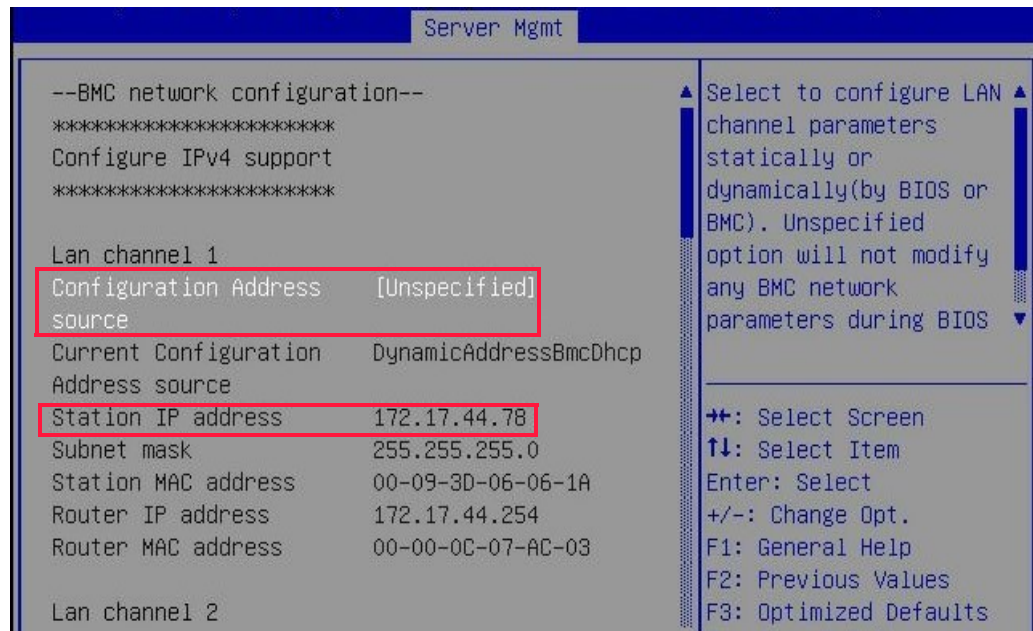 Server Mgmt
--BMC network configuration--
**********************
Configure IPv4 support
**********************
Lan channel 1
Configuration Address [Unspecified]
source
Current Configuration DynamicAddressBmcDhcp
Address source
Station IP address 172.17.44.78
Subnet mask 255.255.255.0
Station MAC address 00-09-3D-06-06-1A
Router IP address 172.17.44.254
Router MAC address 00-00-0C-07-AC-03
Lan channel 2
Select to configure LAN
channel parameters
statically or
dynamically(by BIOS or
BMC). Unspecified
option will not modify
any BMC network
parameters during BIOS
→←: Select Screen
↑↓: Select Item
Enter: Select
+/-: Change Opt.
F1: General Help
F2: Previous Values
F3: Optimized Defaults